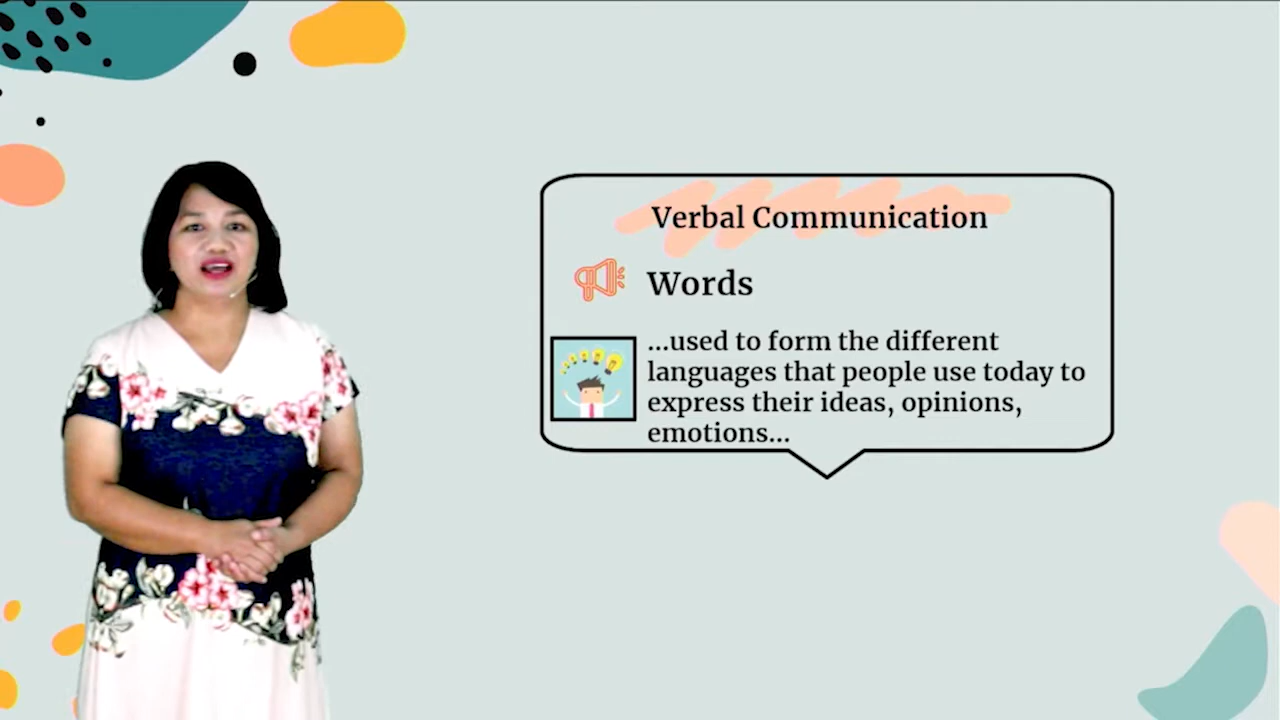 Verbal Communication
Words
...used to form the different
languages that people use today to
express their ideas, opinions,
emotions...